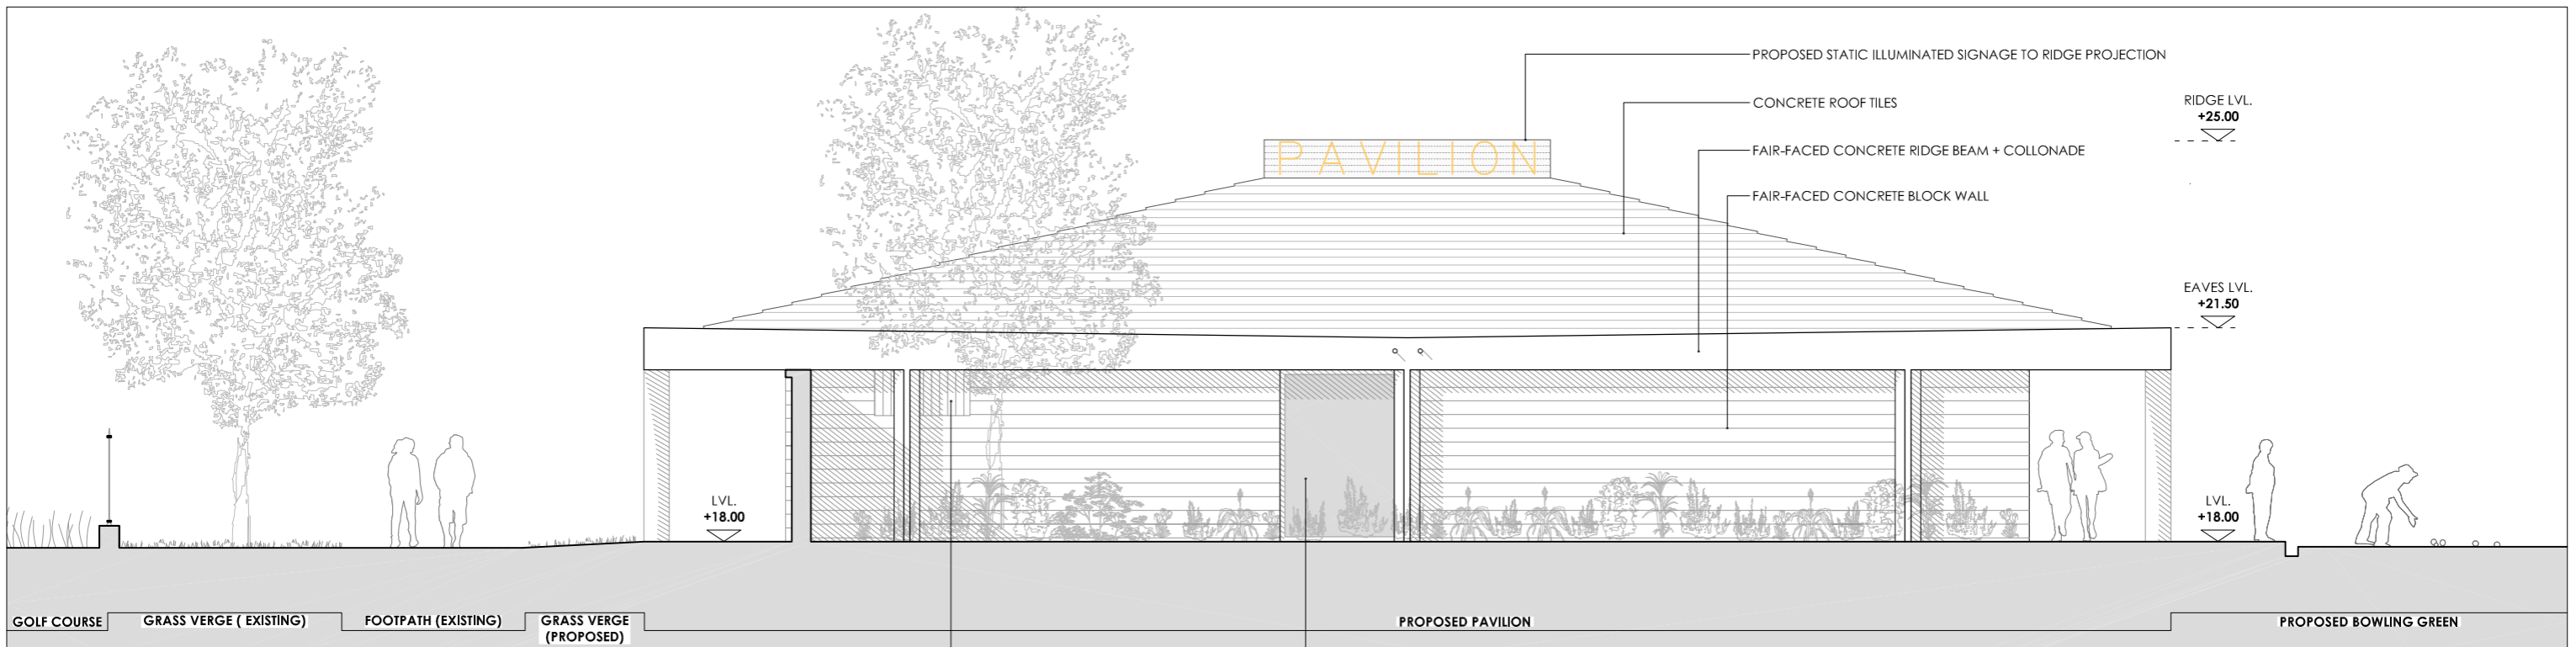 PROPOSED STATIC ILLUMINATED SIGNAGE TO RIDGE PROJECTION
CONCRETE ROOF TILES
RIDGE LVL.
+25.00
PAVILION
FAIR-FACED CONCRETE RIDGE BEAM + COLLONADE
FAIR-FACED CONCRETE BLOCK WALL
EAVES LVL.
+21.50
LVL.
+18.00
LVL.
+18.00
GOLF COURSE
GRASS VERGE ( EXISTING)
FOOTPATH (EXISTING)
GRASS VERGE
(PROPOSED)
PROPOSED PAVILION
PROPOSED BOWLING GREEN